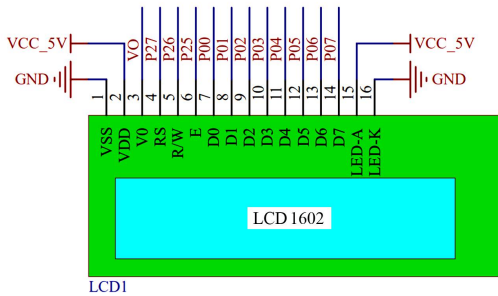 VCC_5V
VCC_5V
GND
GND
VO
P27
P26
P25
P00
P01
P02
P03
P04
P05
P06
P07
1
2
3
4
5
6
7
8
9
10
11
12
13
14
15
16
VSS
VDD
V0
RS
R/W
E
D0
D1
D2
D3
D4
D5
D6
D7
LED-A
LED-K
LCD 1602
LCD1